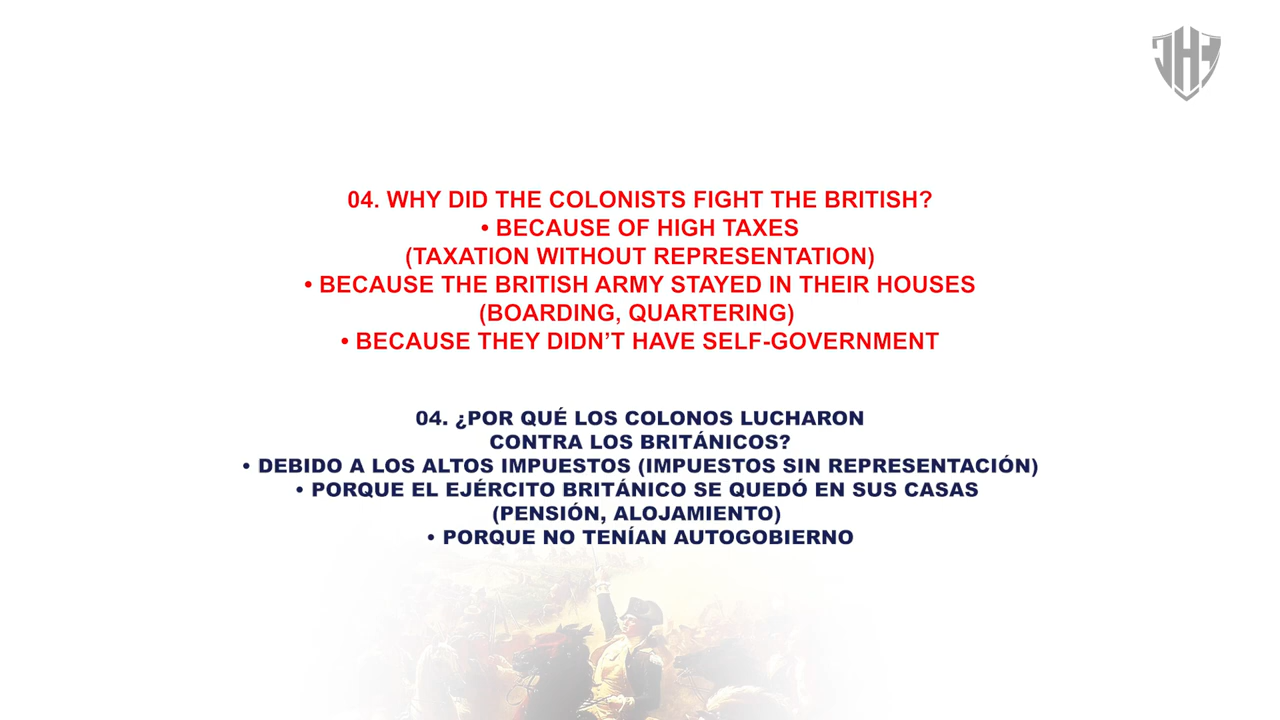 JHF
04. WHY DID THE COLONISTS FIGHT THE BRITISH?
• BECAUSE OF HIGH TAXES
(TAXATION WITHOUT REPRESENTATION)
• BECAUSE THE BRITISH ARMY STAYED IN THEIR HOUSES
(BOARDING, QUARTERING)
• BECAUSE THEY DIDN’T HAVE SELF-GOVERNMENT
04. ¿POR QUÉ LOS COLONOS LUCHARON
CONTRA LOS BRITÁNICOS?
• DEBIDO A LOS ALTOS IMPUESTOS (IMPUESTOS SIN REPRESENTACIÓN)
• PORQUE EL EJÉRCITO BRITÁNICO SE QUEDÓ EN SUS CASAS
(PENSIÓN, ALOJAMIENTO)
• PORQUE NO TENÍAN AUTOGOBIERNO